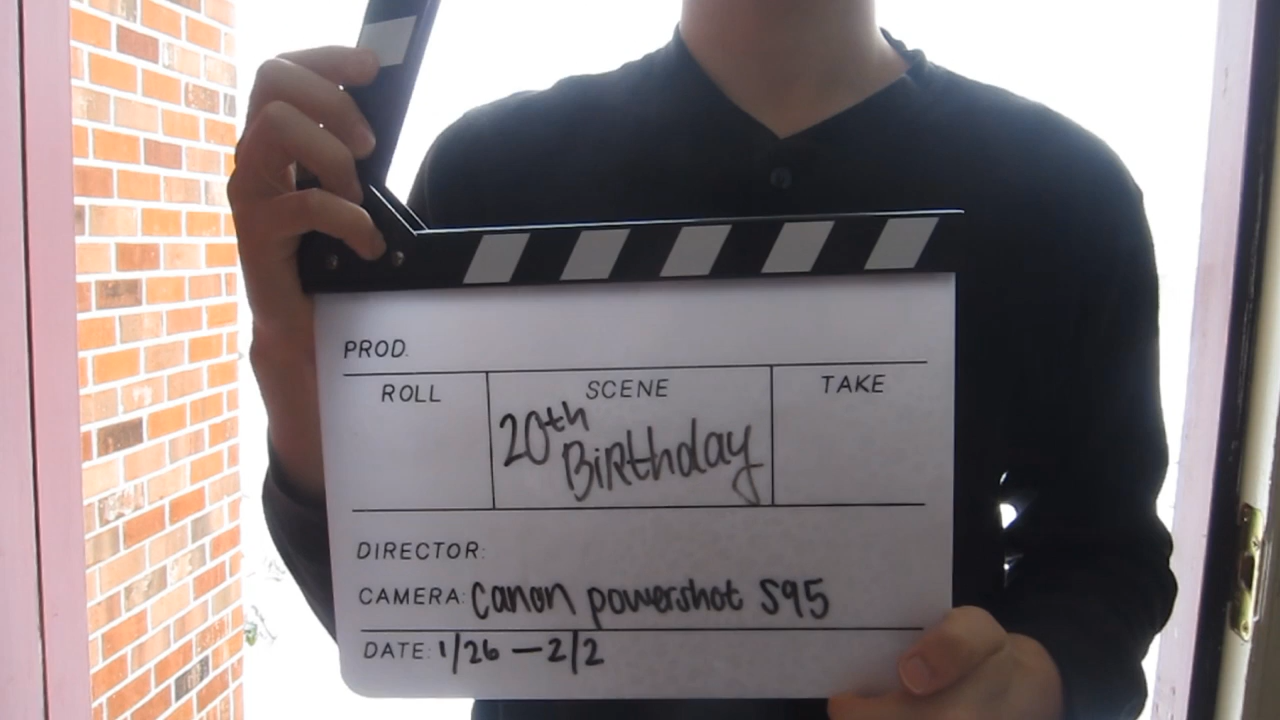 PROD.
ROLL SCENE TAKE
20th
Birthday
DIRECTOR:
CAMERA: Canon powershot S95
DATE: 1/26 — 2/2